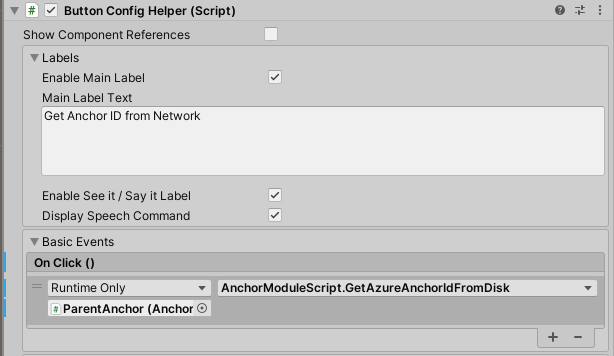 Button Config Helper (Script)
Show Component References
Labels
Enable Main Label
Main Label Text
Get Anchor ID from Network
Enable See it / Say it Label
Display Speech Command
Basic Events
On Click ()
Runtime Only AnchorModuleScript.GetAzureAnchorIdFromDisk
ParentAnchor (Anchor